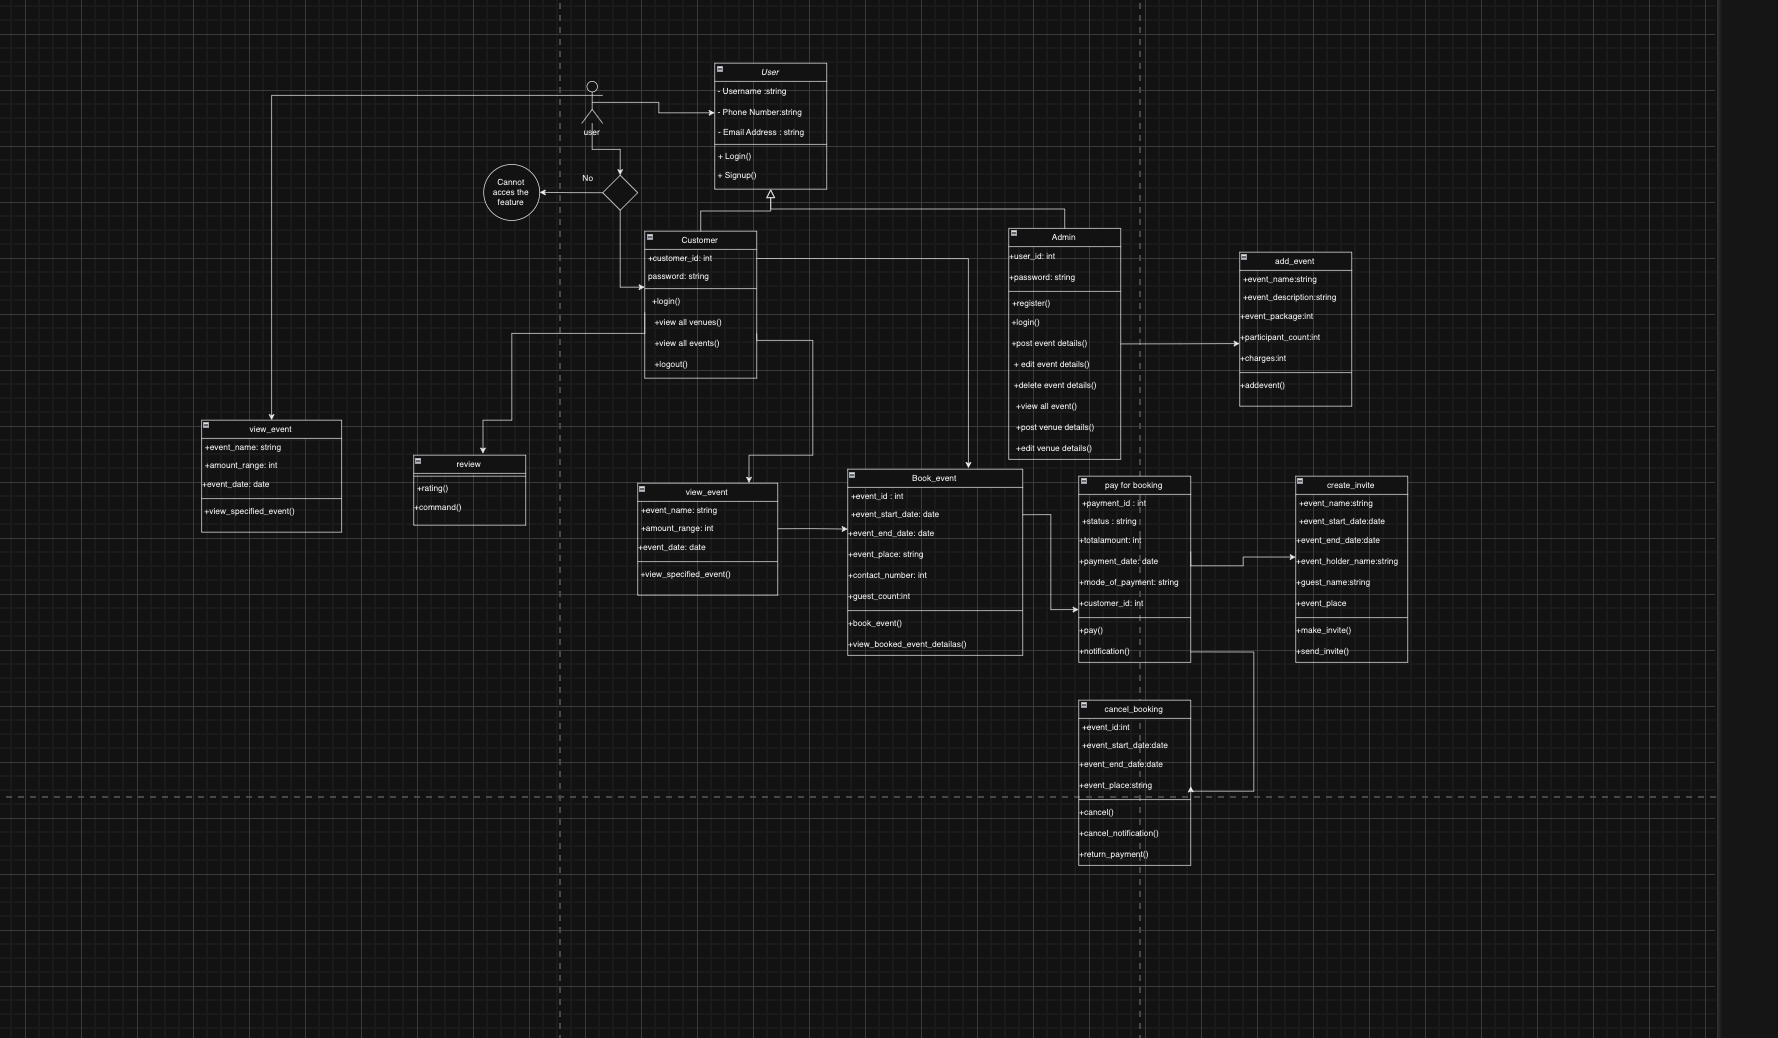 User
- Username :string
- Phone Number:string
- Email Address : string
+ Login()
+ Signup()
user
No
Cannot
acces the
feature
Customer
+customer_id: int
password: string
+login()
+view all venues()
+view all events()
+logout()
Admin
+user_id: int
+password: string
+register()
+login()
+post event details()
+ edit event details()
+delete event details()
+view all event()
+post venue details()
+edit venue details()
add_event
+event_name:string
+event_description:string
+event_package:int
+participant_count:int
+charges:int
+addevent()
view_event
+event_name: string
+amount_range: int
+event_date: date
+view_specified_event()
review
+rating()
+command()
view_event
+event_name: string
+amount_range: int
+event_date: date
+view_specified_event()
Book_event
+event_id : int
+event_start_date: date
+event_end_date: date
+event_place: string
+contact_number: int
+guest_count:int
+book_event()
+view_booked_event_detailas()
pay for booking
+payment_id : int
+status : string
+totalamount: int
+payment_date: date
+mode_of_payment: string
+customer_id: int
+pay()
+notification()
create_invite
+event_name:string
+event_start_date:date
+event_end_date:date
+event_holder_name:string
+guest_name:string
+event_place
+make_invite()
+send_invite()
cancel_booking
+event_id:int
+event_start_date:date
+event_end_date:date
+event_place:string
+cancel()
+cancel_notification()
+return_payment()